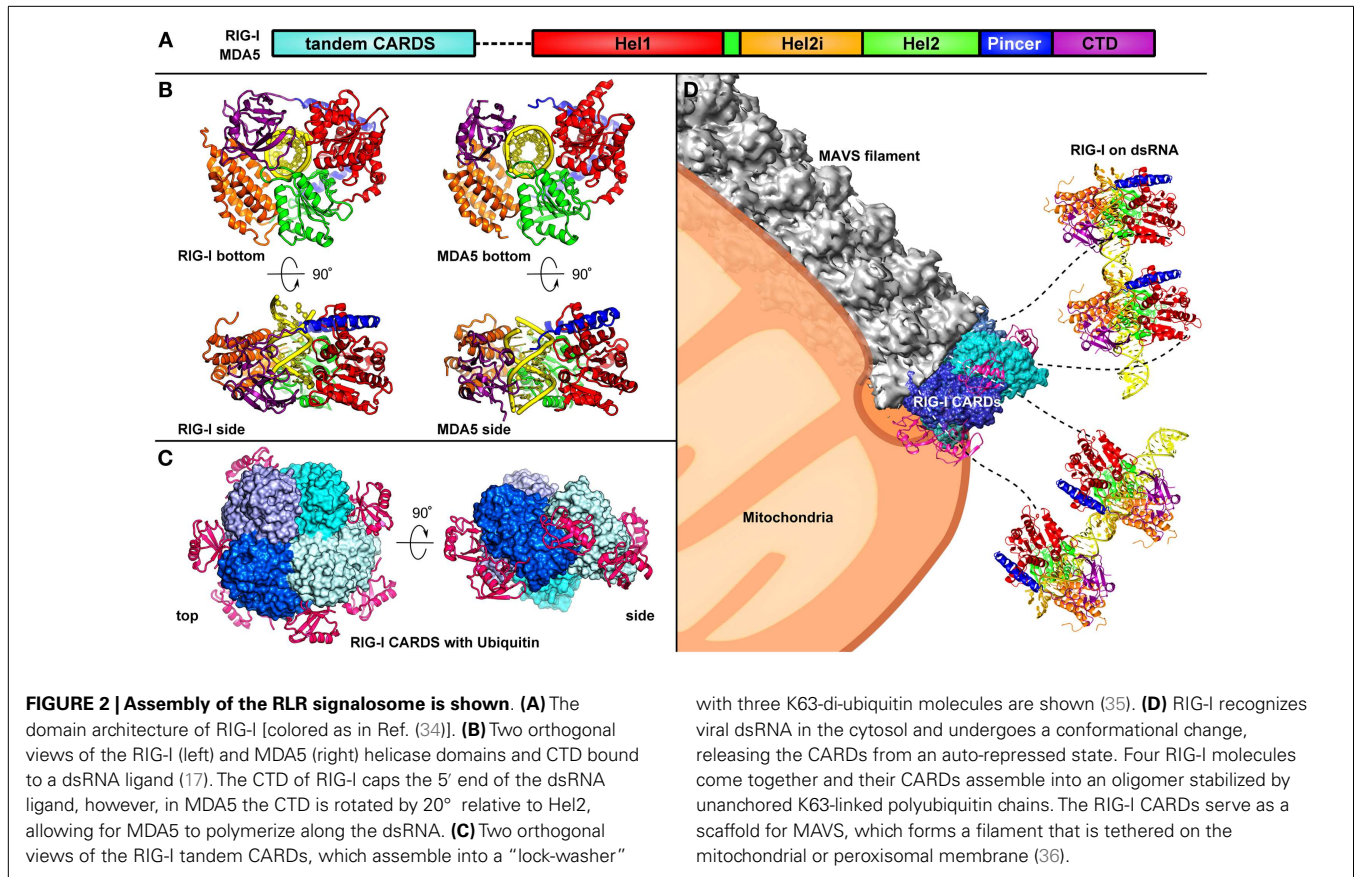 A
RIG-I
MDA5
tandem CARDS
Hel1
Hel2i
Hel2
Pincer
CTD
B
RIG-I bottom
90°
MDA5 bottom
90°
RIG-I side
MDA5 side
C
90°
top
side
RIG-I CARDS with Ubiquitin
D
MAVS filament
RIG-I on dsRNA
RIG-I CARDs
Mitochondria
FIGURE 2 | Assembly of the RLR signalosome is shown. (A) The
domain architecture of RIG-I [colored as in Ref. (34)]. (B) Two orthogonal
views of the RIG-I (left) and MDA5 (right) helicase domains and CTD bound
to a dsRNA ligand (17). The CTD of RIG-I caps the 5′ end of the dsRNA
ligand, however, in MDA5 the CTD is rotated by 20° relative to Hel2,
allowing for MDA5 to polymerize along the dsRNA. (C) Two orthogonal
views of the RIG-I tandem CARDs, which assemble into a “lock-washer”
with three K63-di-ubiquitin molecules are shown (35). (D) RIG-I recognizes
viral dsRNA in the cytosol and undergoes a conformational change,
releasing the CARDs from an auto-repressed state. Four RIG-I molecules
come together and their CARDs assemble into an oligomer stabilized by
unanchored K63-linked polyubiquitin chains. The RIG-I CARDs serve as a
scaffold for MAVS, which forms a filament that is tethered on the
mitochondrial or peroxisomal membrane (36).